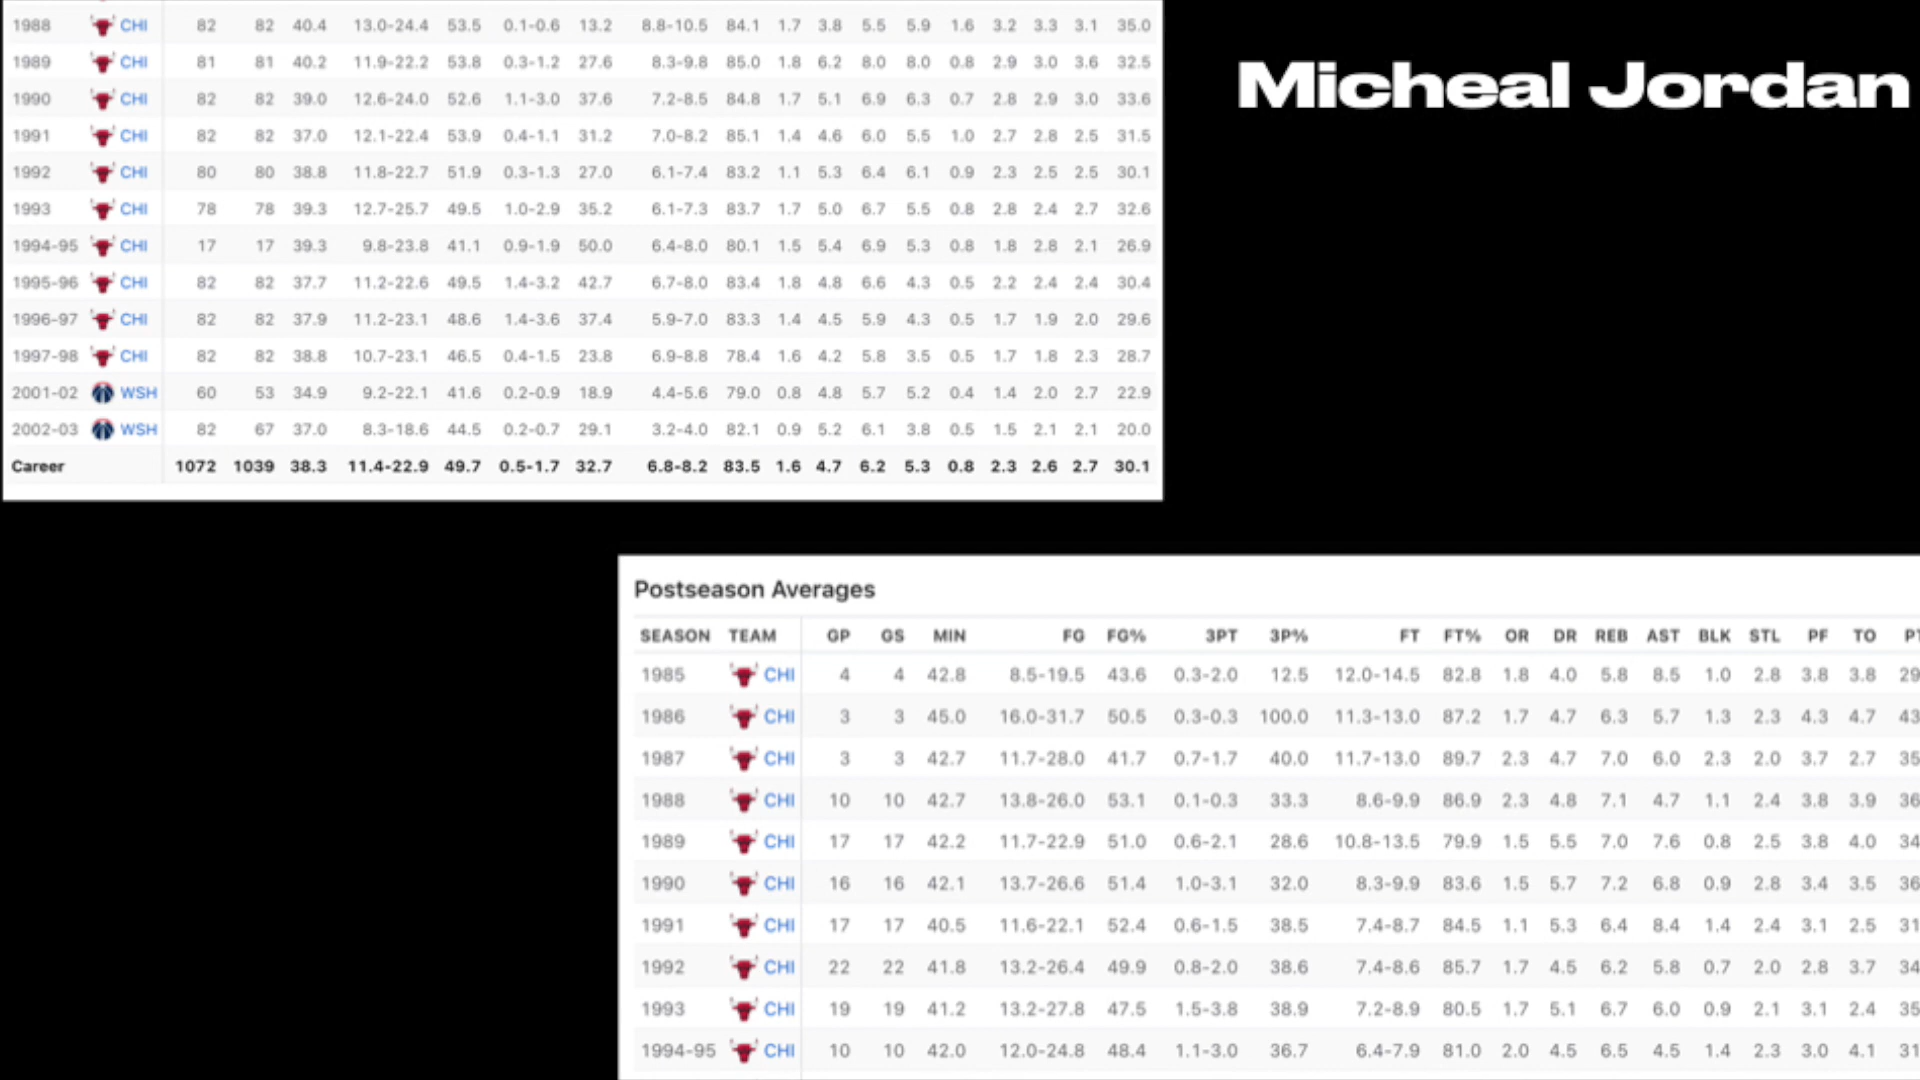 1988 CHI 82 82 40.4 13.0-24.4 53.5 0.1-0.6 13.2 8.8-10.5 84.1 1.7 3.8 5.5 5.9 1.6 3.2 3.3 3.1 35.0
Micheal Jordan
1989 CHI 81 81 40.2 11.9-22.2 53.8 0.3-1.2 27.6 8.3-9.8 85.0 1.8 6.2 8.0 8.0 0.8 2.9 3.0 3.6 32.5
1990 CHI 82 82 39.0 12.6-24.0 52.6 1.1-3.0 37.6 7.2-8.5 84.8 1.7 5.1 6.9 6.3 0.7 2.8 2.9 3.0 33.6
1991 CHI 82 82 37.0 12.1-22.4 53.9 0.4-1.1 31.2 7.0-8.2 85.1 1.4 4.6 6.0 5.5 1.0 2.7 2.8 2.5 31.5
1992 CHI 80 80 38.8 11.8-22.7 51.9 0.3-1.3 27.0 6.1-7.4 83.2 1.1 5.3 6.4 6.1 0.9 2.3 2.5 2.5 30.1
1993 CHI 78 78 39.3 12.7-25.7 49.5 1.0-2.9 35.2 6.1-7.3 83.7 1.7 5.0 6.7 5.5 0.8 2.8 2.4 2.7 32.6
1994-95 CHI 17 17 39.3 9.8-23.8 41.1 0.9-1.9 50.0 6.4-8.0 80.1 1.5 5.4 6.9 5.3 0.8 1.8 2.8 2.1 26.9
1995-96 CHI 82 82 37.7 11.2-22.6 49.5 1.4-3.2 42.7 6.7-8.0 83.4 1.8 4.8 6.6 4.3 0.5 2.2 2.4 2.4 30.4
1996-97 CHI 82 82 37.9 11.2-23.1 48.6 1.4-3.6 37.4 5.9-7.0 83.3 1.4 4.5 5.9 4.3 0.5 1.7 1.9 2.0 29.6
1997-98 CHI 82 82 38.8 10.7-23.1 46.5 0.4-1.5 23.8 6.9-8.8 78.4 1.6 4.2 5.8 3.5 0.5 1.7 1.8 2.3 28.7
2001-02 WSH 60 53 34.9 9.2-22.1 41.6 0.2-0.9 18.9 4.4-5.6 79.0 0.8 4.8 5.7 5.2 0.4 1.4 2.0 2.7 22.9
2002-03 WSH 82 67 37.0 8.3-18.6 44.5 0.2-0.7 29.1 3.2-4.0 82.1 0.9 5.2 6.1 3.8 0.5 1.5 2.1 2.1 20.0
Career 1072 1039 38.3 11.4-22.9 49.7 0.5-1.7 32.7 6.8-8.2 83.5 1.6 4.7 6.2 5.3 0.8 2.3 2.6 2.7 30.1
Postseason Averages
SEASON TEAM GP GS MIN FG FG% 3PT 3P% FT FT% OR DR REB AST BLK STL PF TO PT
1985 CHI 4 4 42.8 8.5-19.5 43.6 0.3-2.0 12.5 12.0-14.5 82.8 1.8 4.0 5.8 8.5 1.0 2.8 3.8 3.8 29
1986 CHI 3 3 45.0 16.0-31.7 50.5 0.3-0.3 100.0 11.3-13.0 87.2 1.7 4.7 6.3 5.7 1.3 2.3 4.3 4.7 43
1987 CHI 3 3 42.7 11.7-28.0 41.7 0.7-1.7 40.0 11.7-13.0 89.7 2.3 4.7 7.0 6.0 2.3 2.0 3.7 2.7 35
1988 CHI 10 10 42.7 13.8-26.0 53.1 0.1-0.3 33.3 8.6-9.9 86.9 2.3 4.8 7.1 4.7 1.1 2.4 3.8 3.9 36
1989 CHI 17 17 42.2 11.7-22.9 51.0 0.6-2.1 28.6 10.8-13.5 79.9 1.5 5.5 7.0 7.6 0.8 2.5 3.8 4.0 34
1990 CHI 16 16 42.1 13.7-26.6 51.4 1.0-3.1 32.0 8.3-9.9 83.6 1.5 5.7 7.2 6.8 0.9 2.8 3.4 3.5 36
1991 CHI 17 17 40.5 11.6-22.1 52.4 0.6-1.5 38.5 7.4-8.7 84.5 1.1 5.3 6.4 8.4 1.4 2.4 3.1 2.5 31
1992 CHI 22 22 41.8 13.2-26.4 49.9 0.8-2.0 38.6 7.4-8.6 85.7 1.7 4.5 6.2 5.8 0.7 2.0 2.8 3.7 34
1993 CHI 19 19 41.2 13.2-27.8 47.5 1.5-3.8 38.9 7.2-8.9 80.5 1.7 5.1 6.7 6.0 0.9 2.1 3.1 2.4 35
1994-95 CHI 10 10 42.0 12.0-24.8 48.4 1.1-3.0 36.7 6.4-7.9 81.0 2.0 4.5 6.5 4.5 1.4 2.3 3.0 4.1 31